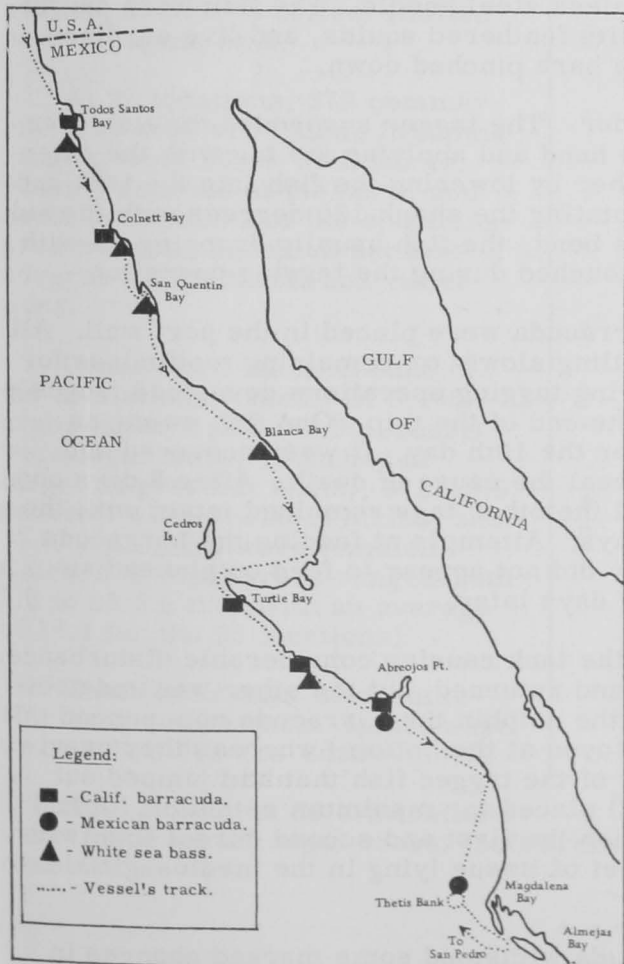 U.S.A.
MEXICO
Todos Santos
Bay
Colnett Bay
San Quentin
Bay
GULF
PACIFIC
OF
OCEAN
Blanca Bay
CALIFORNIA
Cedros
Is.
Turtle Bay
Abreojal Pt.
Legend:
- Calif. barracuda.
- Mexican barracuda.
- White sea bass.
- Vessel's track.
Thetis Bank
Magdalena
Bay
Almejas
Bay
To
San Pedro